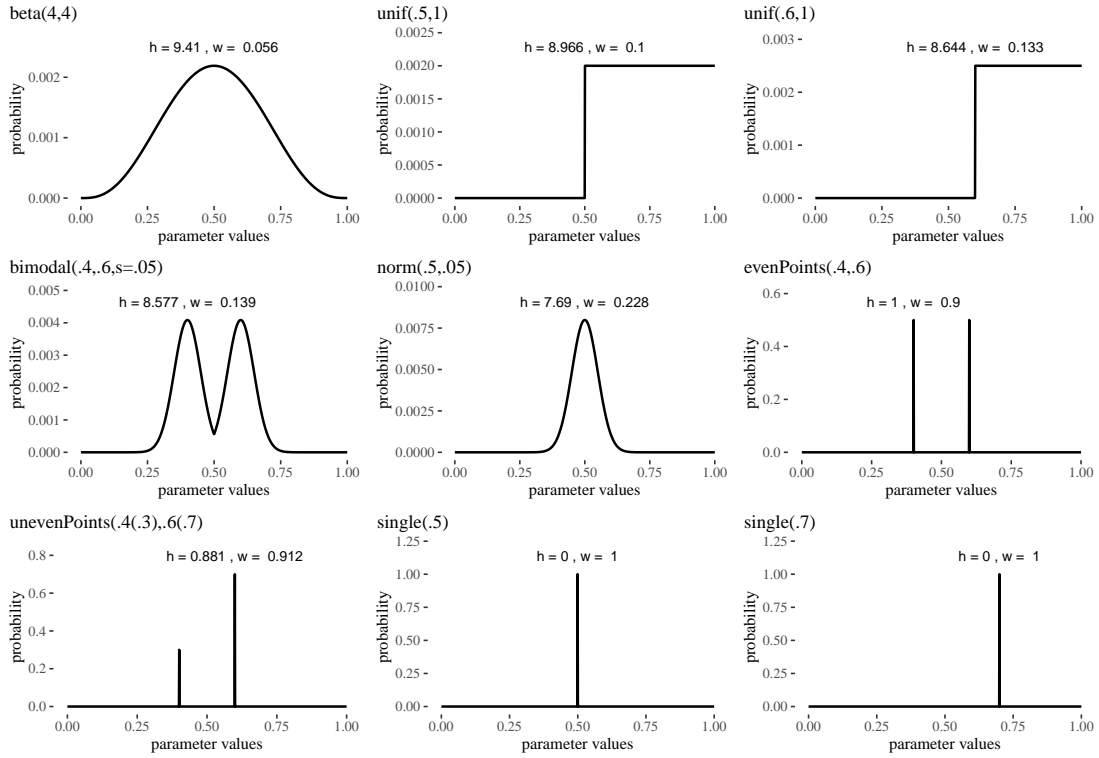 beta(4,4)
h = 9.41 , w =  0.056
probability
0.002
0.001
0.000
0.00 0.25 0.50 0.75 1.00
parameter values
unif(.5,1)
h = 8.966 , w =  0.1
probability
0.0025
0.0020
0.0015
0.0010
0.0005
0.0000
0.00 0.25 0.50 0.75 1.00
parameter values
unif(.6,1)
h = 8.644 , w =  0.133
probability
0.003
0.002
0.001
0.000
0.00 0.25 0.50 0.75 1.00
parameter values
bimodal(.4,.6,s=.05)
h = 8.577 , w =  0.139
probability
0.005
0.004
0.003
0.002
0.001
0.000
0.00 0.25 0.50 0.75 1.00
parameter values
norm(.5,.05)
h = 7.69 , w =  0.228
probability
0.0100
0.0075
0.0050
0.0025
0.0000
0.00 0.25 0.50 0.75 1.00
parameter values
evenPoints(.4,.6)
h = 1 , w =  0.9
probability
0.6
0.4
0.2
0.0
0.00 0.25 0.50 0.75 1.00
parameter values
unevenPoints(.4(.3),.6(.7)
h = 0.881 , w =  0.912
probability
0.8
0.6
0.4
0.2
0.0
0.00 0.25 0.50 0.75 1.00
parameter values
single(.5)
h = 0 , w =  1
probability
1.25
1.00
0.75
0.50
0.25
0.00
0.00 0.25 0.50 0.75 1.00
parameter values
single(.7)
h = 0 , w =  1
probability
1.25
1.00
0.75
0.50
0.25
0.00
0.00 0.25 0.50 0.75 1.00
parameter values